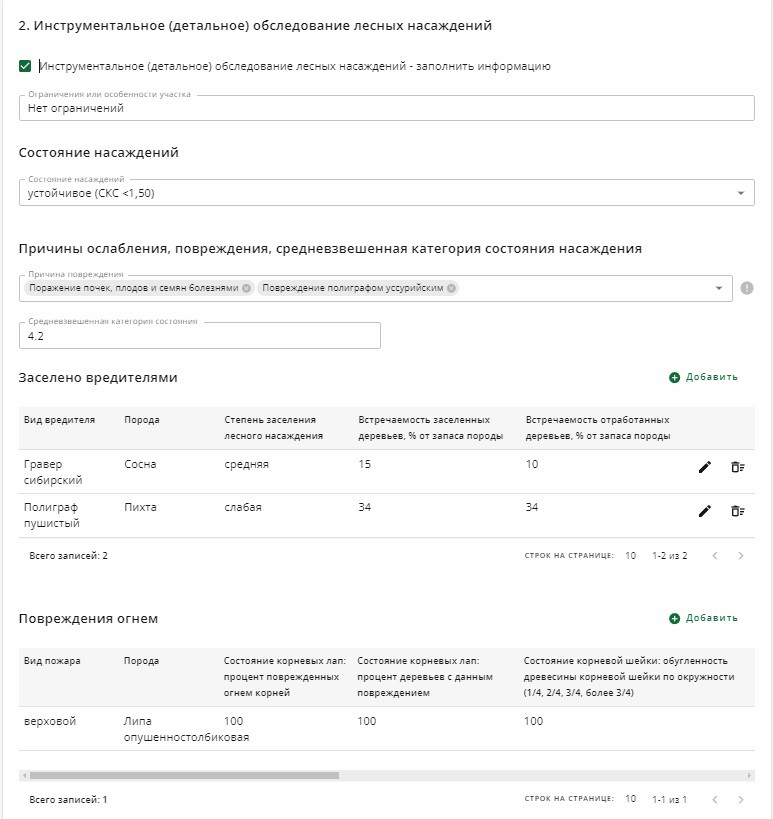 2. Инструментальное (детальное) обследование лесных насаждений
Инструментальное (детальное) обследование лесных насаждений - заполнить информацию
Ограничения или особенности участка
Нет ограничений
Состояние насаждений
Состояние насаждений
устойчивое (СКС <1,50)
Причины ослабления, повреждения, средневзвешенная категория состояния насаждения
Причина повреждения
Поражение почек, плодов и семян болезнями Повреждение полиграфом уссурийским
Средневзвешенная категория состояния
4.2
Заселено вредителями Добавить
Вид вредителя Порода Степень заселения Встречаемость заселенных Встречаемость отработанных
лесного насаждения деревьев, % от запаса породы деревьев, % от запаса породы
Гравер Сосна средняя 15 10
сибирский
Полиграф Пихта слабая 34 34
пушистый
Всего записей: 2 СТРОК НА СТРАНИЦЕ: 10 1-2 из 2
Повреждения огнем Добавить
Вид пожара Порода Состояние корневых лап: Состояние корневых лап: Состояние корневой шейки: обугленность
процент поврежденных процент деревьев с данным древесины корневой шейки по окружности
огнем корней повреждением (1/4, 2/4, 3/4, более 3/4)
верховой Липа 100 100 100
опушенностолбиковая
Всего записей: 1 СТРОК НА СТРАНИЦЕ: 10 1-1 из 1